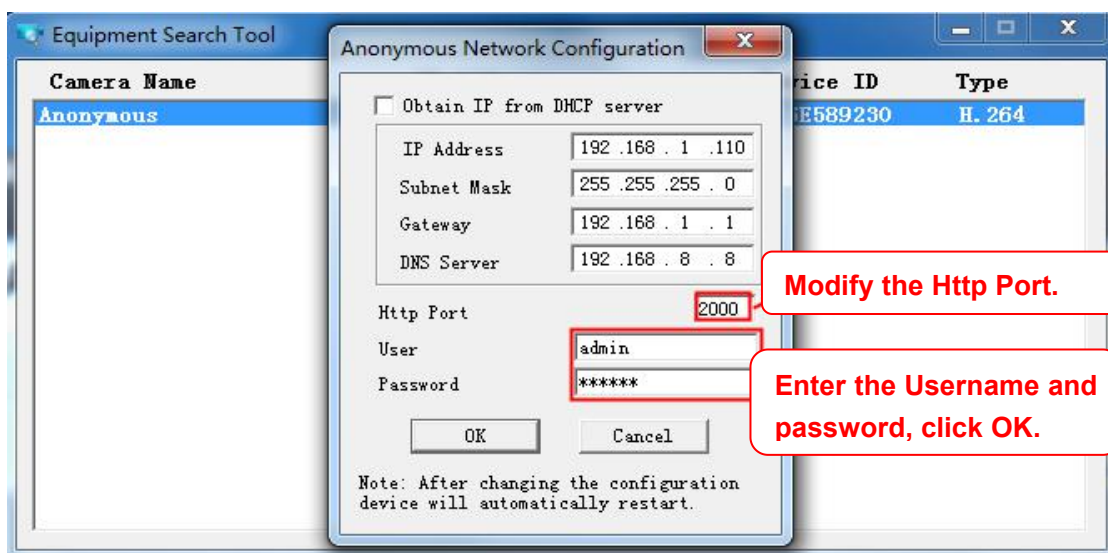 Equipment Search Tool
Anonymous Network Configuration
Camera Name
vice ID
Type
Anonymous
E589230
H.264
Obtain IP from DHCP server
IP Address
192 .168 . 1 .110
Subnet Mask
255 .255 .255 . 0
Gateway
192 .168 . 1 . 1
DNS Server
192 .168 . 8 . 8
Modify the Http Port.
Http Port
2000
User
admin
Password
******
Enter the Username and
password, click OK.
OK
Cancel
Note: After changing the configuration
device will automatically restart.